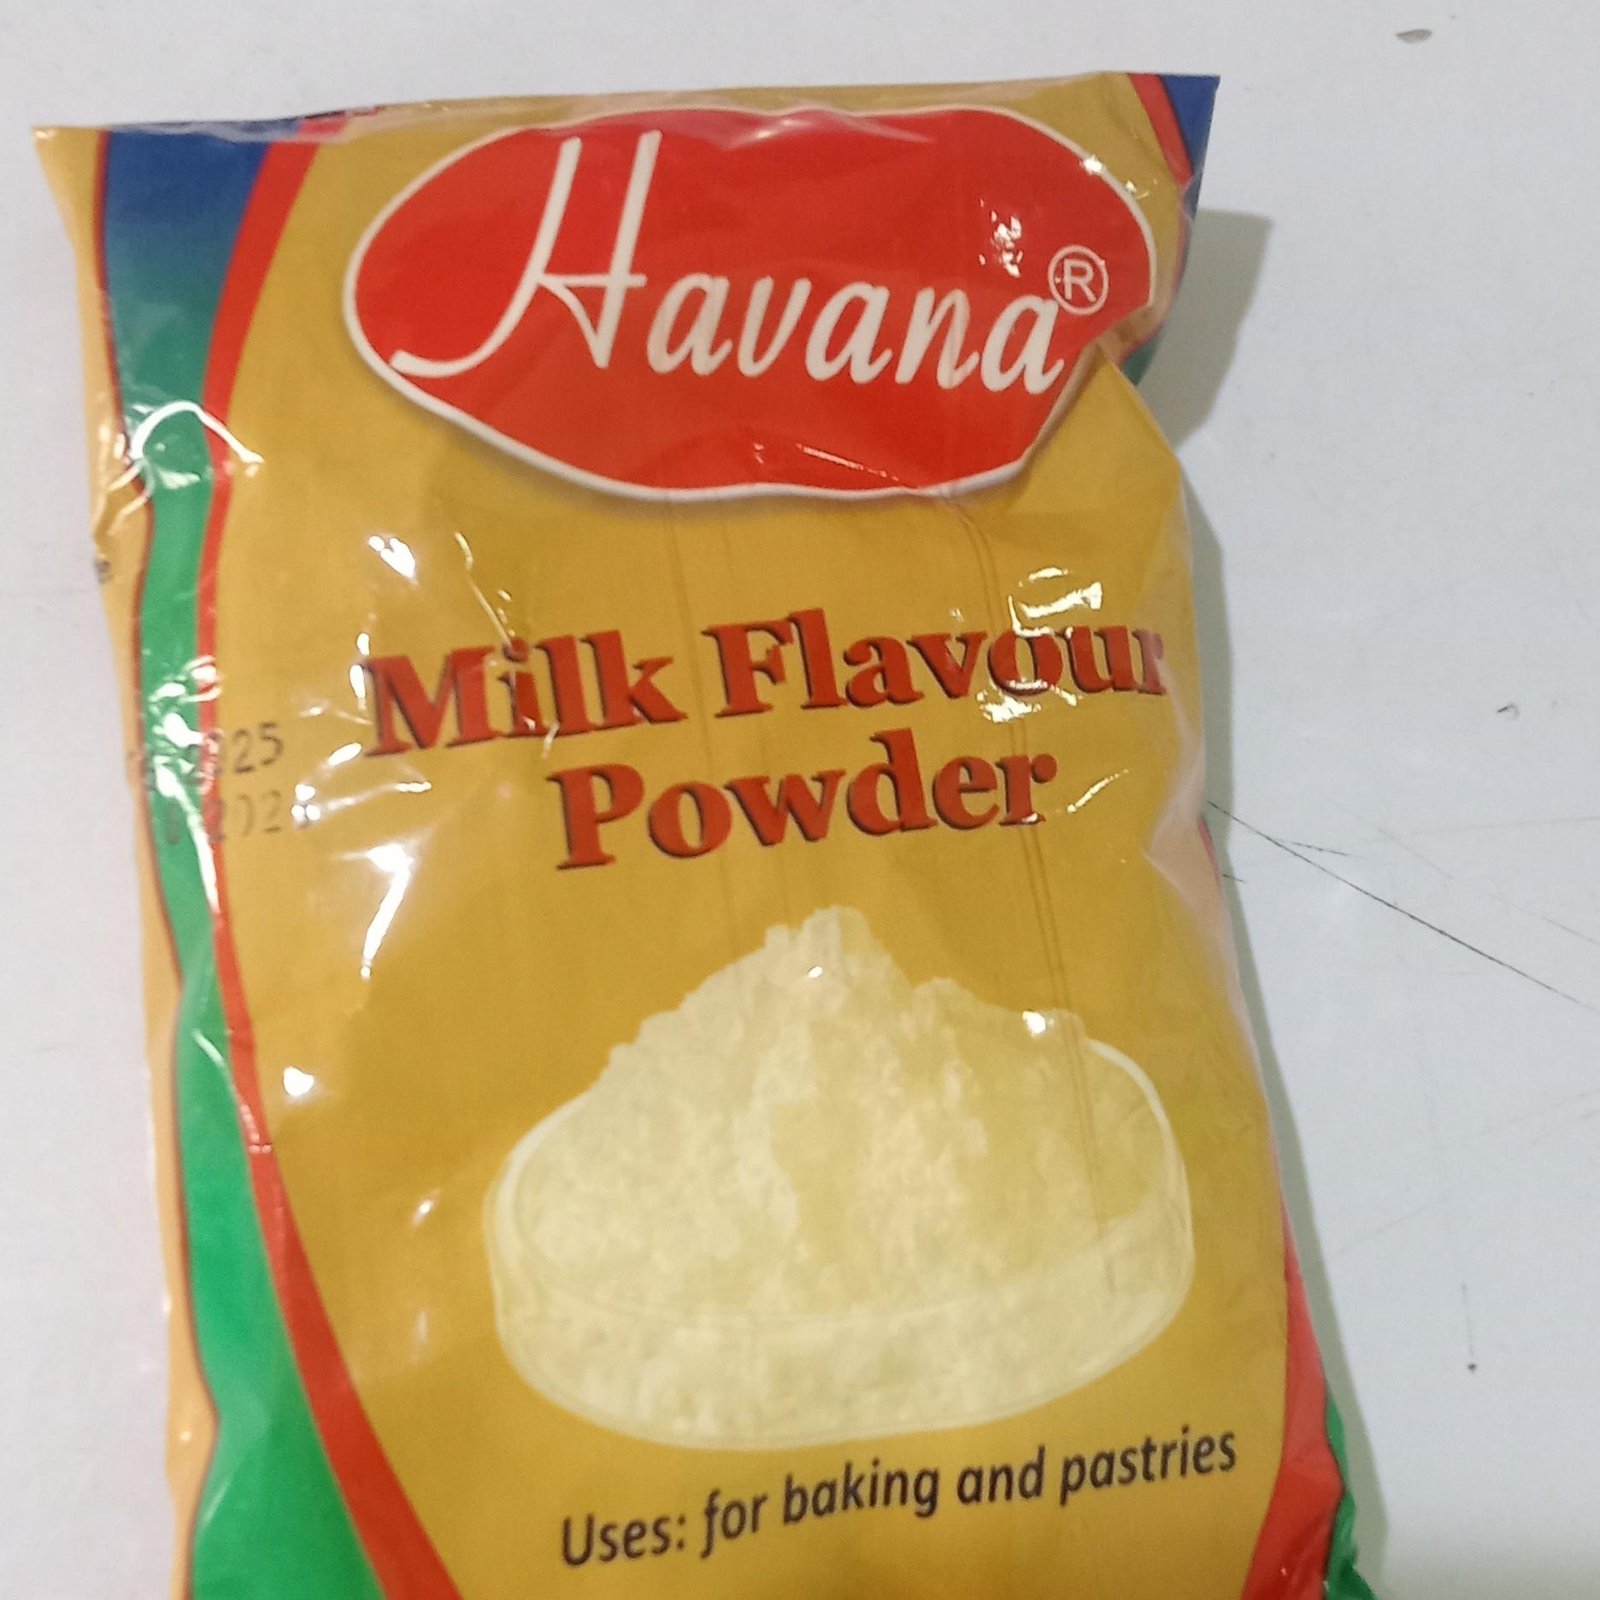 Havana®
Milk Flavour
Powder
Uses: for baking and pastries